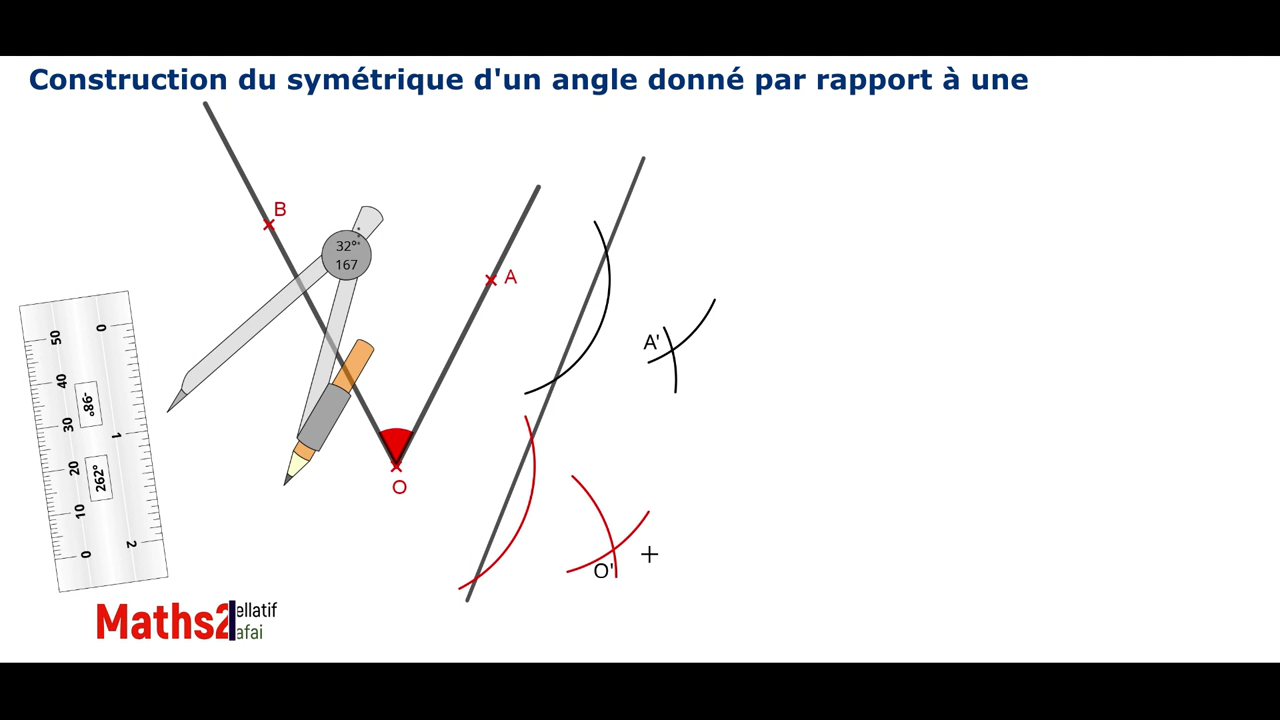 Construction du symétrique d'un angle donné par rapport à une
B
A
32°
167
A'
O
O'
50
40
30
20
10
0
0
1
2
-98°
262°
Maths2
ellatif
afai